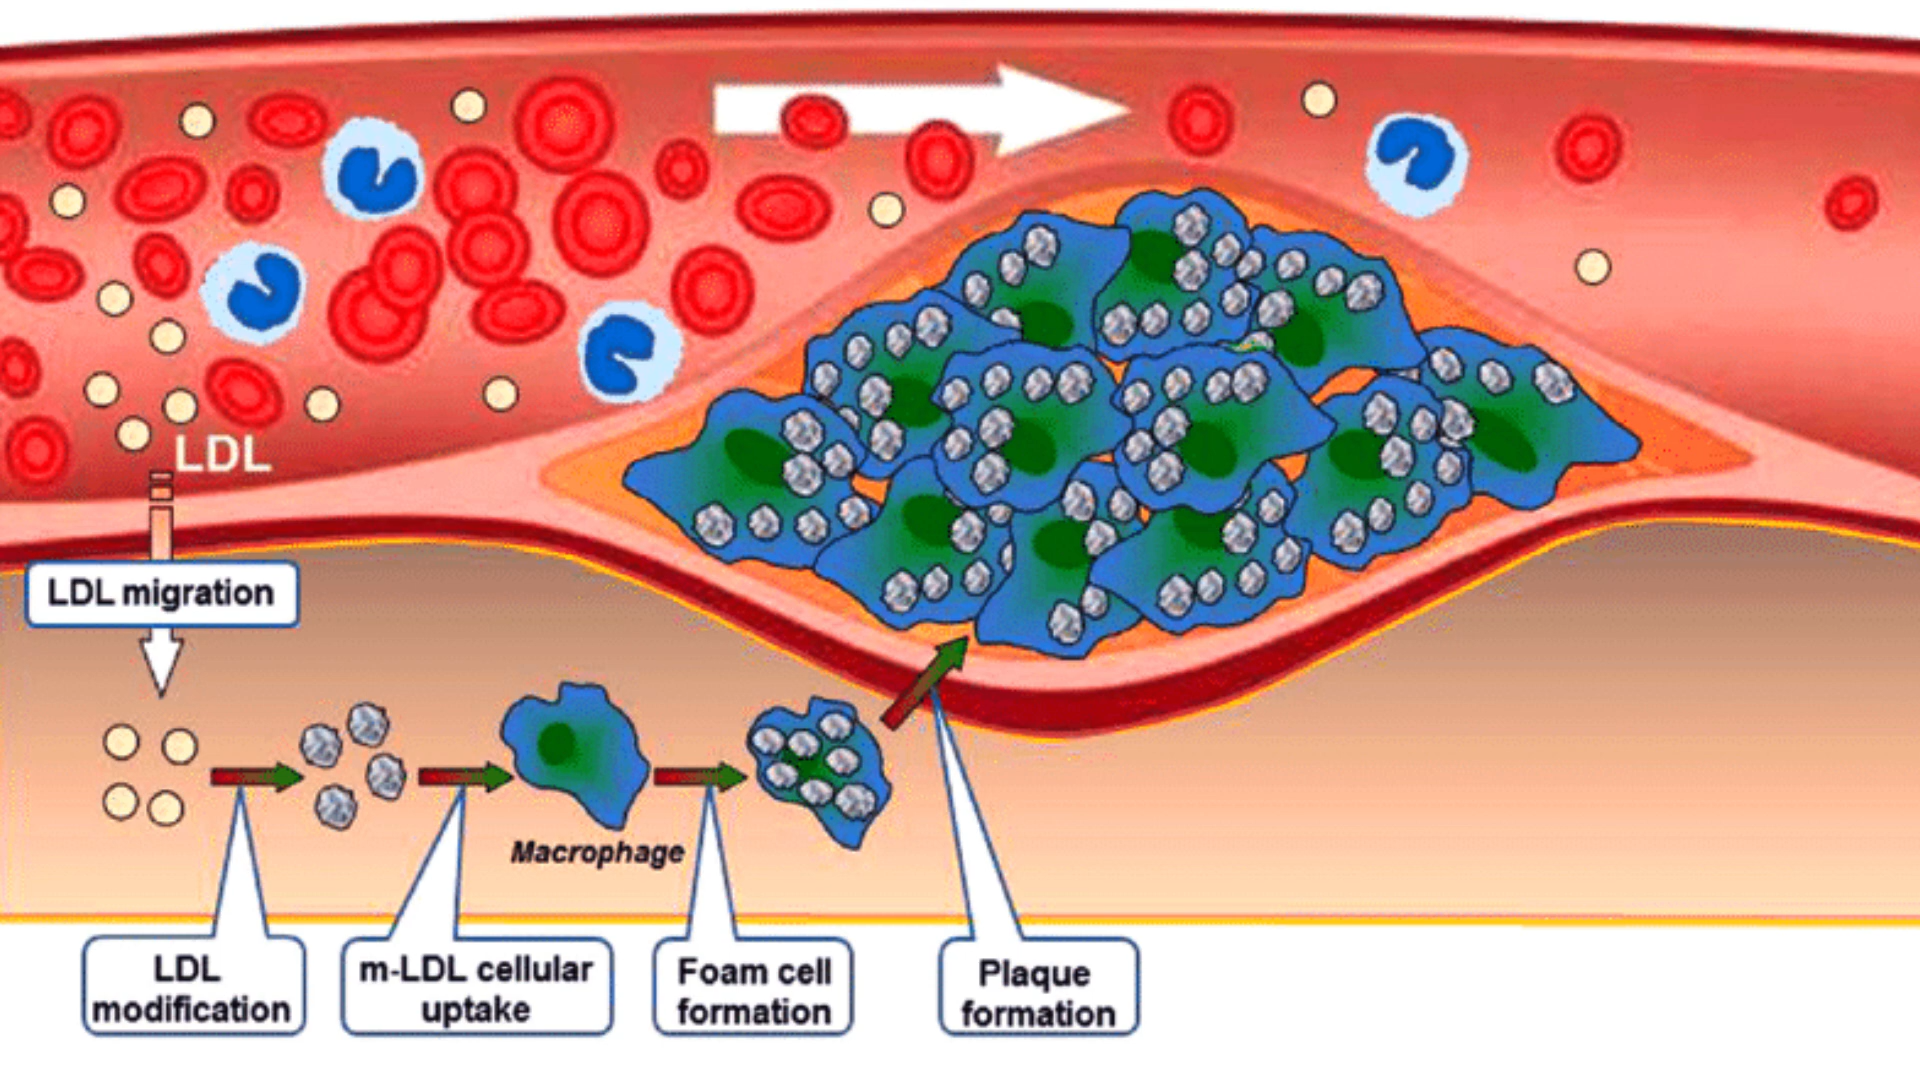 LDL
LDL migration
Macrophage
LDL
modification
m-LDL cellular
uptake
Foam cell
formation
Plaque
formation